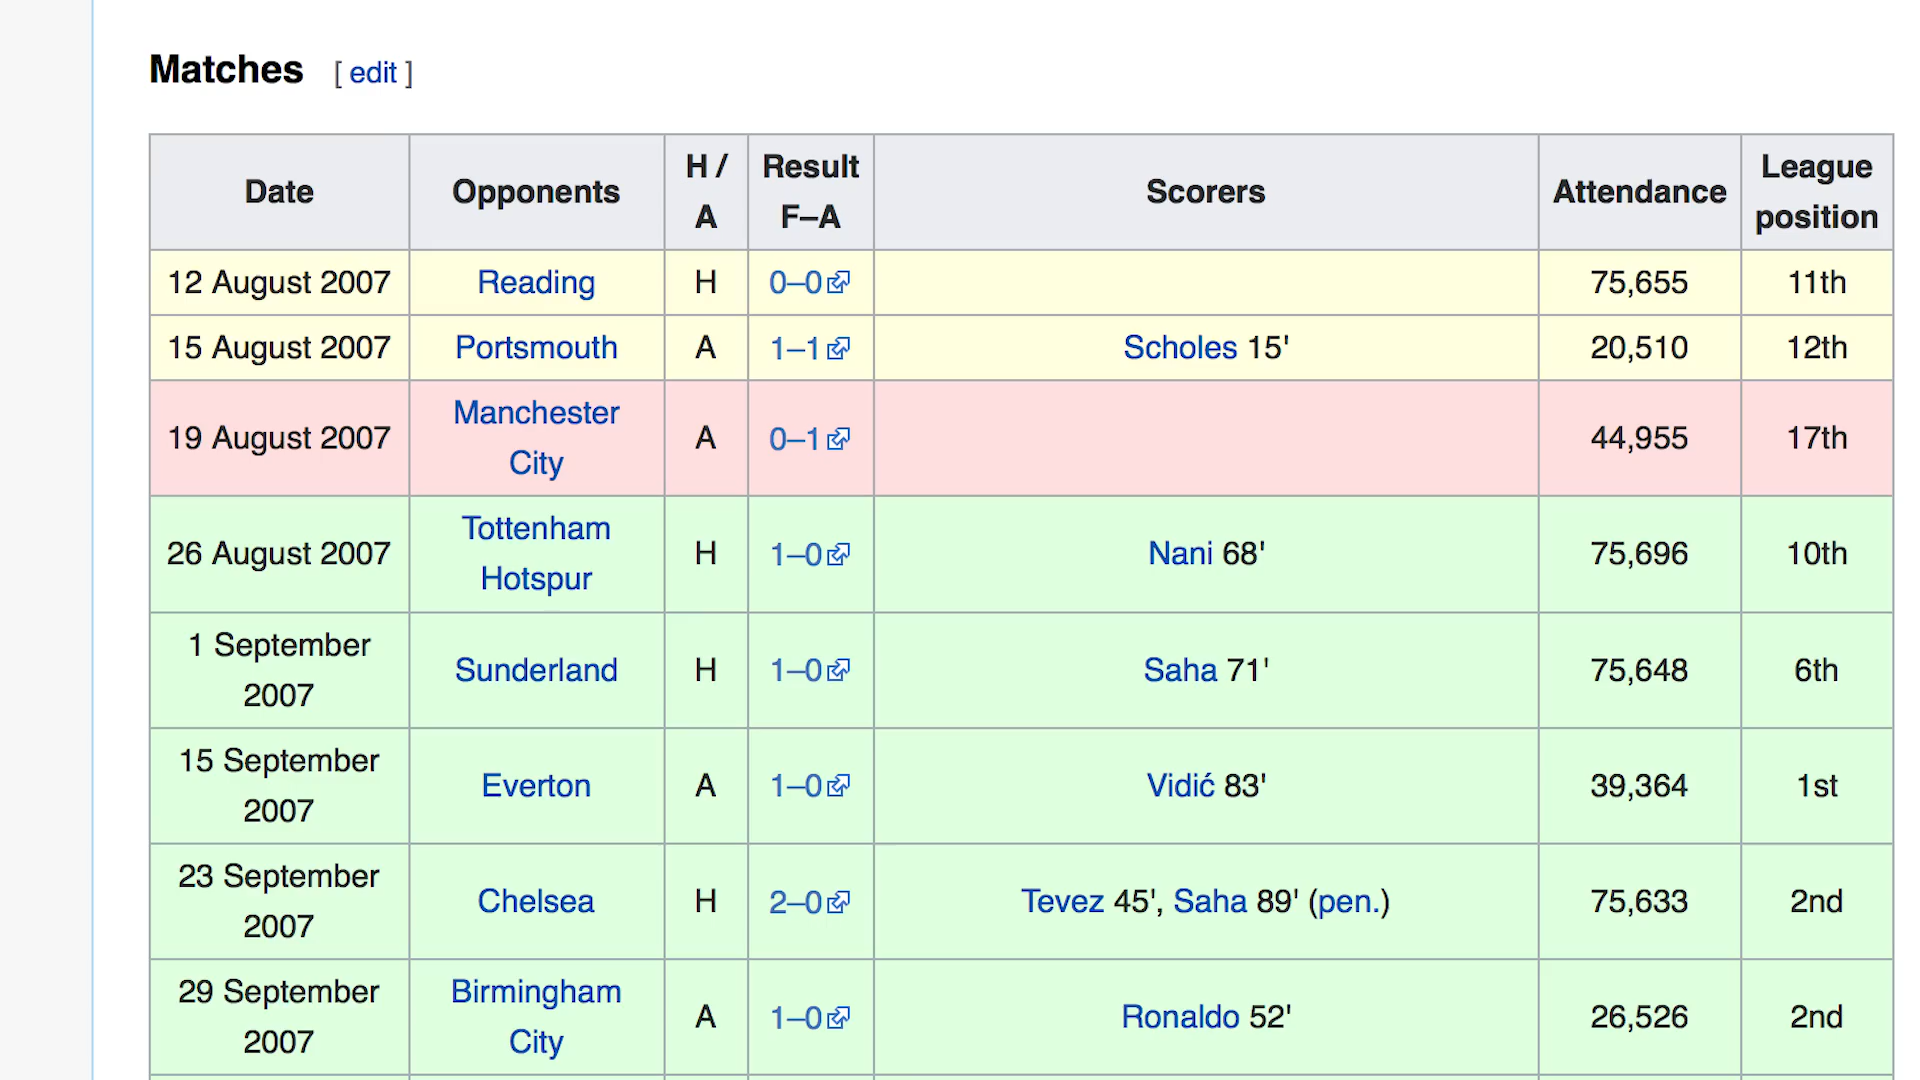 Matches [ edit ]
Date Opponents H / A Result F–A Scorers Attendance League position
12 August 2007 Reading H 0–0 75,655 11th
15 August 2007 Portsmouth A 1–1 Scholes 15' 20,510 12th
19 August 2007 Manchester City A 0–1 44,955 17th
26 August 2007 Tottenham Hotspur H 1–0 Nani 68' 75,696 10th
1 September 2007 Sunderland H 1–0 Saha 71' 75,648 6th
15 September 2007 Everton A 1–0 Vidić 83' 39,364 1st
23 September 2007 Chelsea H 2–0 Tevez 45', Saha 89' (pen.) 75,633 2nd
29 September 2007 Birmingham City A 1–0 Ronaldo 52' 26,526 2nd